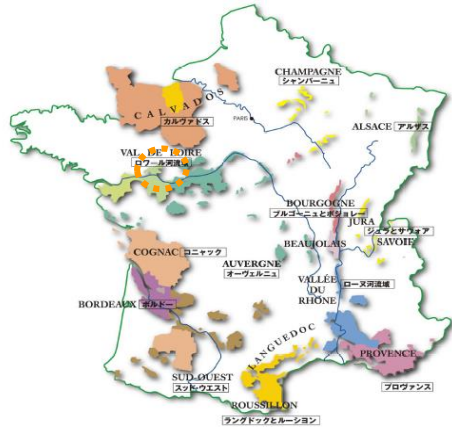 CHAMPAGNE
シャンパーニュ
CALVADOS
カルヴァドス
PARIS
ALSACE アルザス
VAL DE LOIRE
ロワール河流域
BOURGOGNE
ブルゴーニュとボジョレー
JURA
ジュラとサヴォア
SAVOIE
BEAUJOLAIS
COGNAC コニャック
AUVERGNE
オーヴェルニュ
VALLÉE
DU
RHÔNE
ローヌ河流域
BORDEAUX ボルドー
LANGUEDOC
PROVENCE
プロヴァンス
SUD-OUEST
スッド・ウエスト
ROUSSILLON
ラングドックとルーション